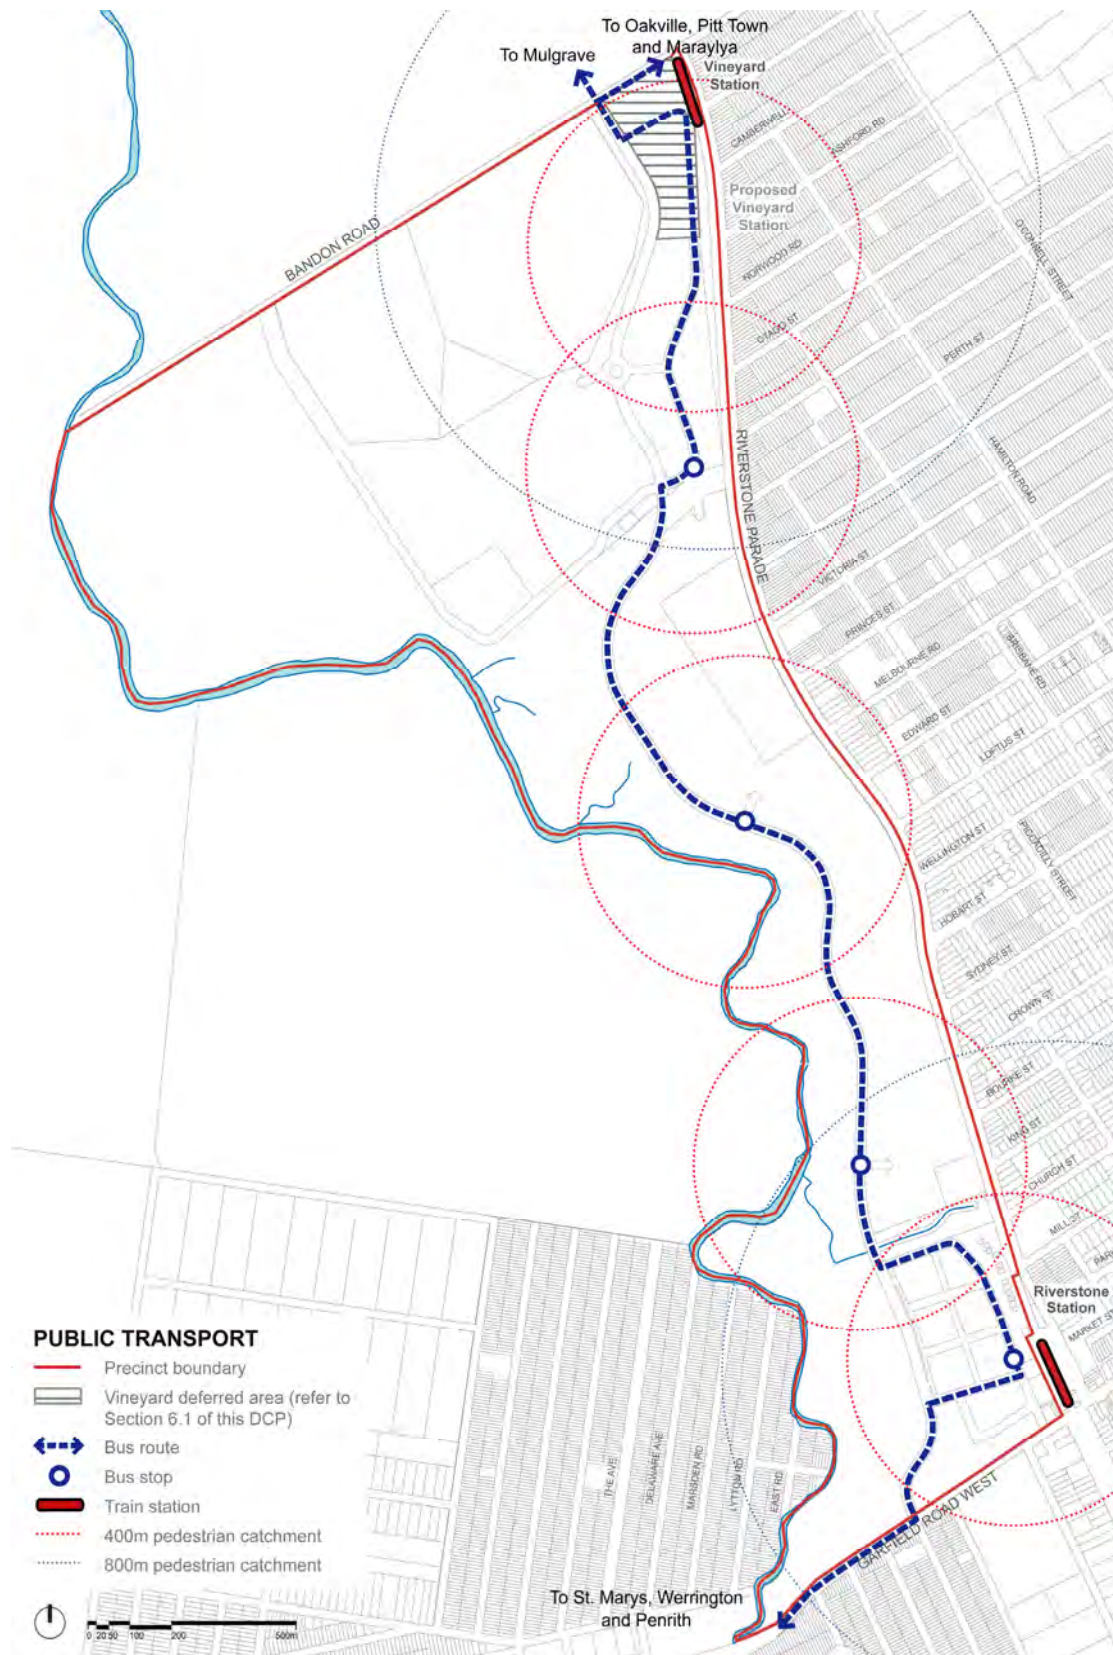 To Oakville, Pitt Town
and Maraylya
To Mulgrave
Vineyard
Station
CAMBERWELL
ASHFORD RD
Proposed
Vineyard
Station
NORWOOD RD
O'CONNELL STREET
BANDON ROAD
OTAGO ST
PERTH ST
RIVERSTONE PARADE
HAMILTON ROAD
VICTORIA ST
PRINCES ST
MELBOURNE RD
BRISBANE RD
EDWARD ST
LOFTUS ST
WELLINGTON ST
PICCADILLY STREET
HOBART ST
SYDNEY ST
CROWN ST
BOURKE ST
KING ST
CHURCH ST
MILL ST
PAR
Riverstone
Station
MARKET ST
THE AVE
DELAWARE AVE
MARSDEN RD
LYTTON RD
EAST RD
GARFIELD ROAD WEST
To St. Marys, Werrington
and Penrith
PUBLIC TRANSPORT
Precinct boundary
Vineyard deferred area (refer to
Section 6.1 of this DCP)
Bus route
Bus stop
Train station
400m pedestrian catchment
800m pedestrian catchment
0 20 50 100 200 500m